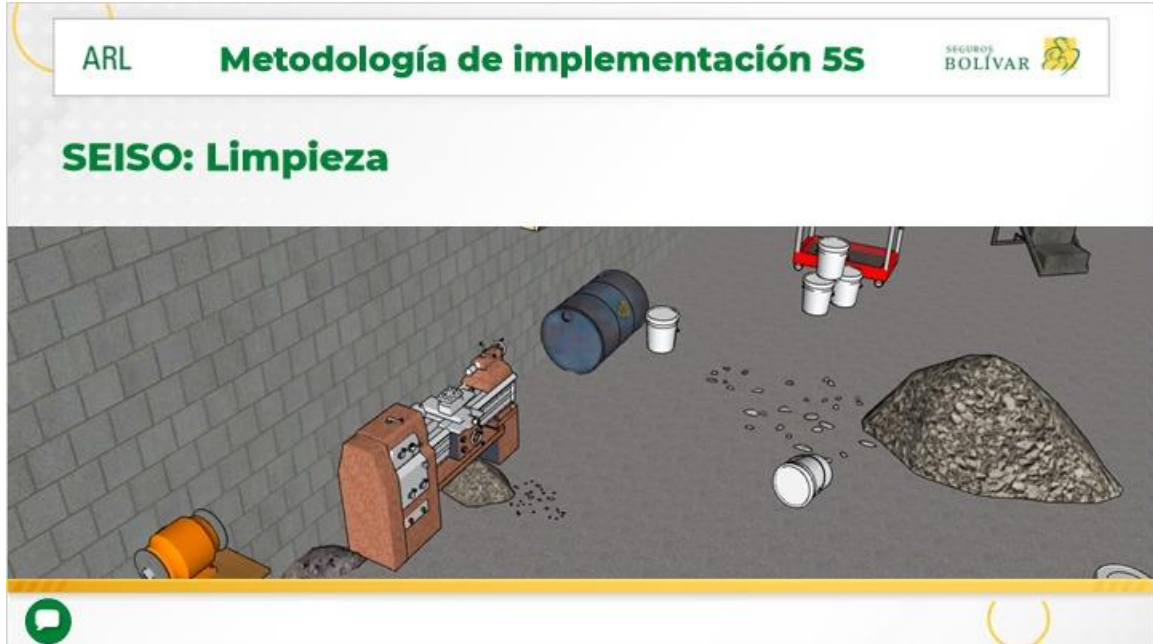 ARL
Metodología de implementación 5S
SEGUROS
BOLÍVAR
SEISO: Limpieza